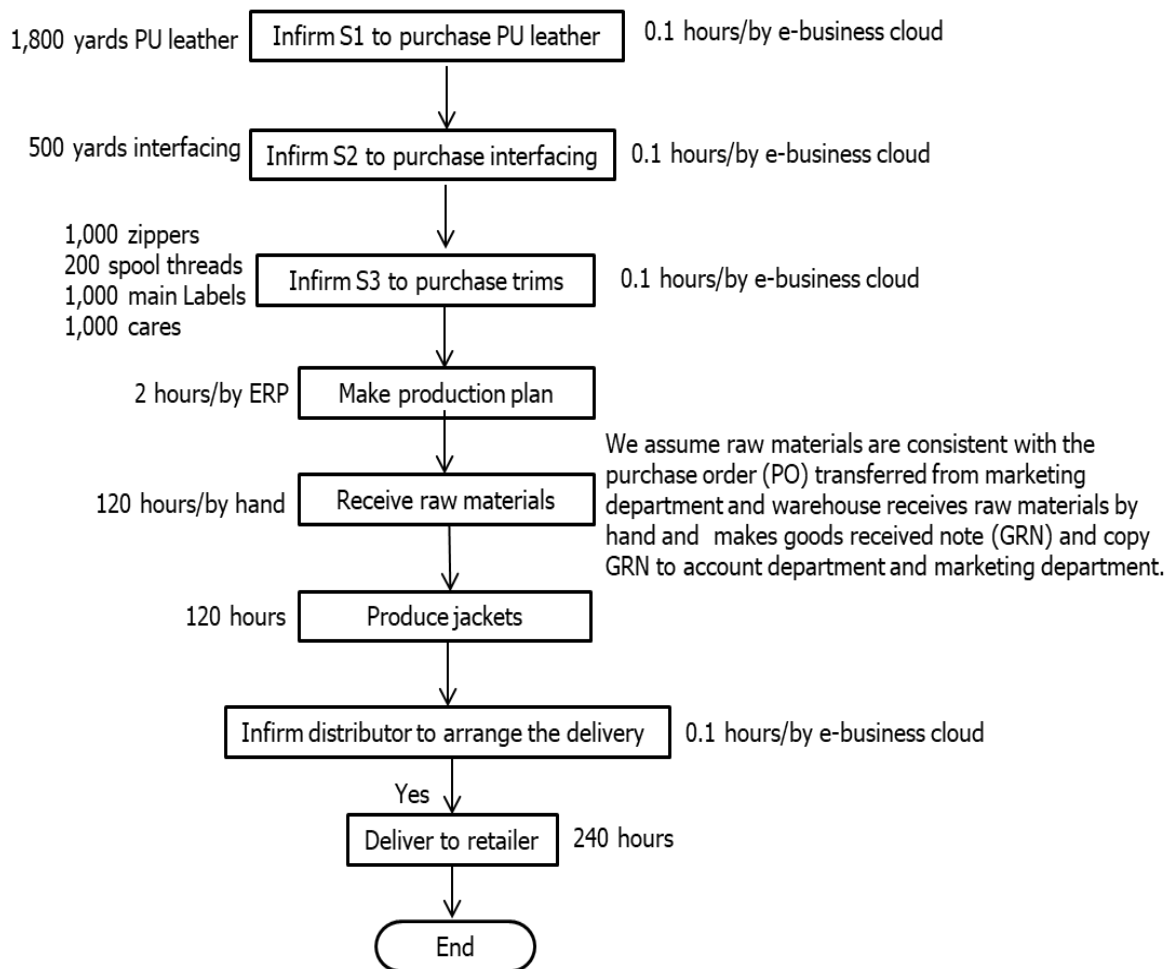 1,800 yards PU leather
Infirm S1 to purchase PU leather
0.1 hours/by e-business cloud
500 yards interfacing
Infirm S2 to purchase interfacing
0.1 hours/by e-business cloud
1,000 zippers
200 spool threads
1,000 main Labels
1,000 cares
Infirm S3 to purchase trims
0.1 hours/by e-business cloud
2 hours/by ERP
Make production plan
120 hours/by hand
Receive raw materials
We assume raw materials are consistent with the
purchase order (PO) transferred from marketing
department and warehouse receives raw materials by
hand and makes goods received note (GRN) and copy
GRN to account department and marketing department.
120 hours
Produce jackets
Infirm distributor to arrange the delivery
0.1 hours/by e-business cloud
Yes
Deliver to retailer
240 hours
End